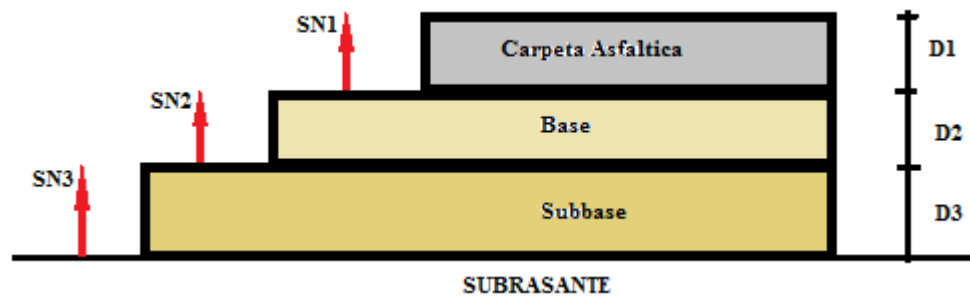 SN1
Carpeta Asfaltica
D1
SN2
Base
D2
SN3
Subbase
D3
SUBRASANTE